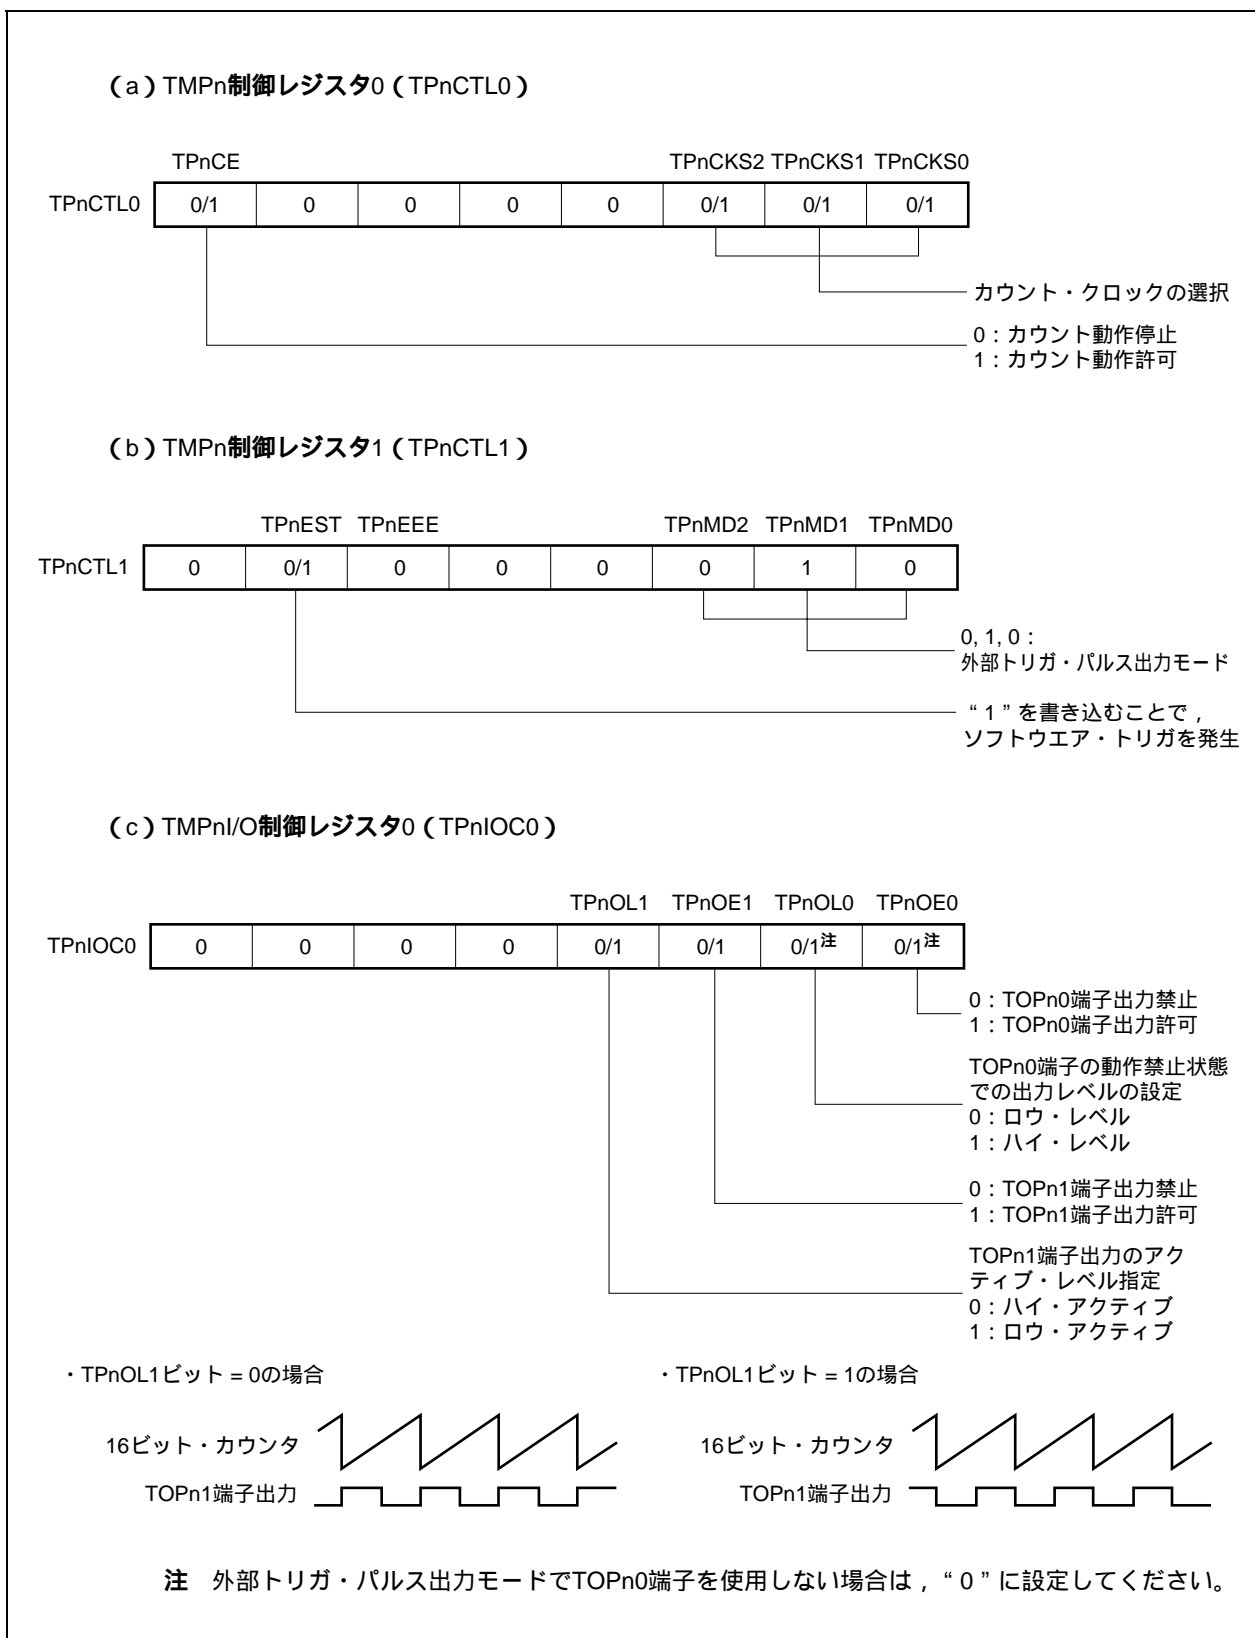 (a)TMPn制御レジスタ0(TPnCTL0)
TPnCE TPnCKS2 TPnCKS1 TPnCKS0
TPnCTL0 0/1 0 0 0 0 0/1 0/1 0/1
カウント・クロックの選択
0:カウント動作停止
1:カウント動作許可
(b)TMPn制御レジスタ1(TPnCTL1)
TPnEST TPnEEE TPnMD2 TPnMD1 TPnMD0
TPnCTL1 0 0/1 0 0 0 0 1 0
0, 1, 0:
外部トリガ・パルス出力モード
“1”を書き込むことで,
ソフトウエア・トリガを発生
(c)TMPnI/O制御レジスタ0(TPnIOC0)
TPnOL1 TPnOE1 TPnOL0 TPnOE0
TPnIOC0 0 0 0 0 0/1 0/1 0/1注 0/1注
0:TOPn0端子出力禁止
1:TOPn0端子出力許可
TOPn0端子の動作禁止状態
での出力レベルの設定
0:ロウ・レベル
1:ハイ・レベル
0:TOPn1端子出力禁止
1:TOPn1端子出力許可
TOPn1端子出力のアク
ティブ・レベル指定
0:ハイ・アクティブ
1:ロウ・アクティブ
・TPnOL1ビット = 0の場合
16ビット・カウンタ
TOPn1端子出力
・TPnOL1ビット = 1の場合
16ビット・カウンタ
TOPn1端子出力
注 外部トリガ・パルス出力モードでTOPn0端子を使用しない場合は,“0”に設定してください。